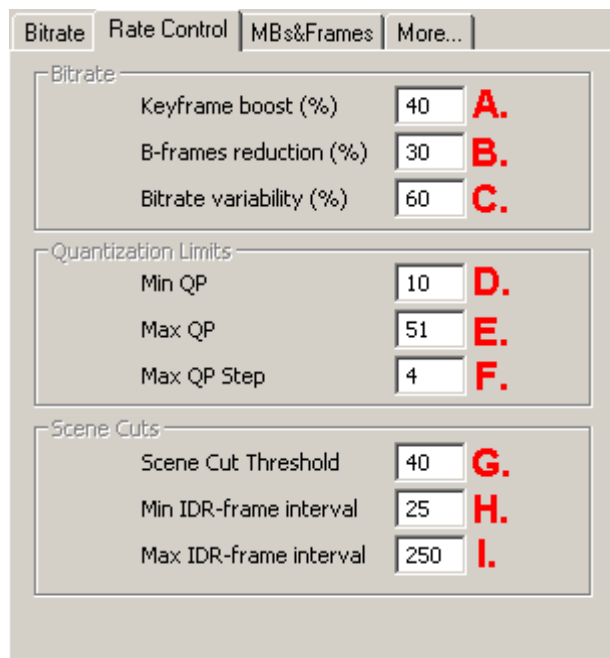 Bitrate Rate Control MBs&Frames More...
Bitrate
Keyframe boost (%) 40 A.
B-frames reduction (%) 30 B.
Bitrate variability (%) 60 C.
Quantization Limits
Min QP 10 D.
Max QP 51 E.
Max QP Step 4 F.
Scene Cuts
Scene Cut Threshold 40 G.
Min IDR-frame interval 25 H.
Max IDR-frame interval 250 I.